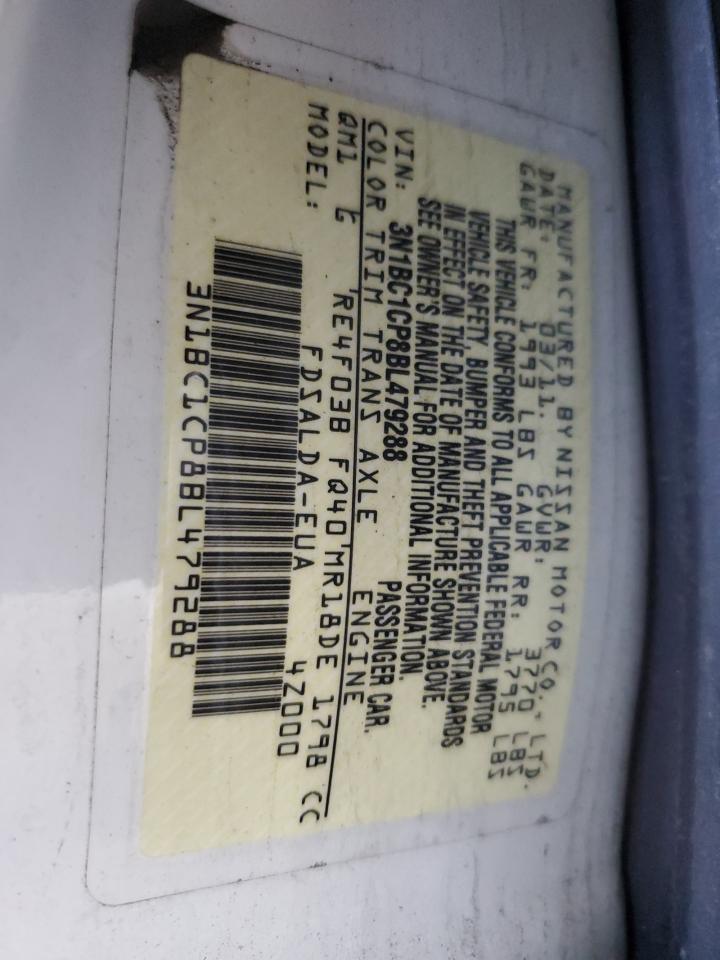 MANUFACTURED BY NISSAN MOTOR CO., LTD.
DATE: 03/11. GVWR: 3770 LBS
GAWR FR: 1993 LBS GAWR RR: 1795 LBS
THIS VEHICLE CONFORMS TO ALL APPLICABLE FEDERAL MOTOR
VEHICLE SAFETY, BUMPER AND THEFT PREVENTION STANDARDS
IN EFFECT ON THE DATE OF MANUFACTURE SHOWN ABOVE.
SEE OWNER'S MANUAL FOR ADDITIONAL INFORMATION.
VIN: 3N1BC1CP8BL479288 PASSENGER CAR.
COLOR TRIM TRANS AXLE ENGINE
QM1 G RE4F03B FQ40 MR18DE 1798 CC
MODEL: FDSALDA-EUA 4Z000
3N1BC1CP8BL479288